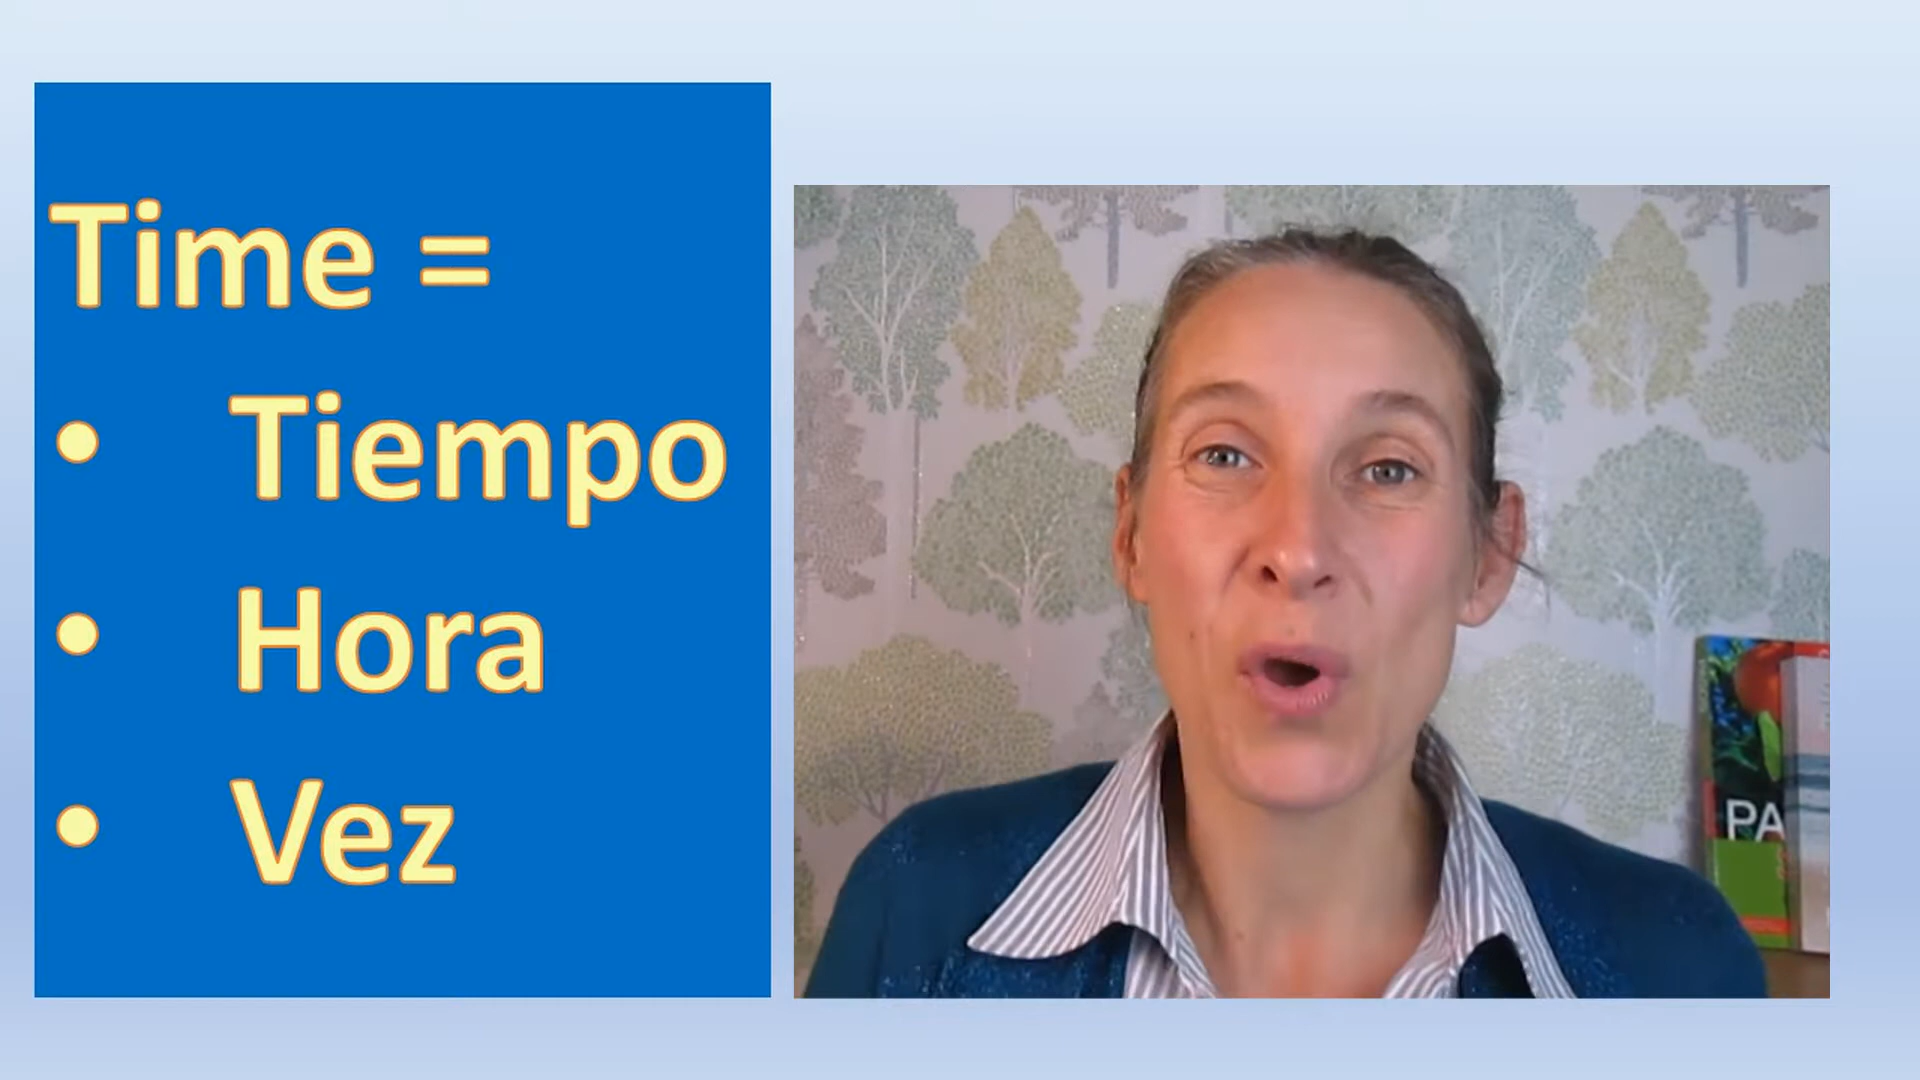 Time =
• Tiempo
• Hora
• Vez
PA